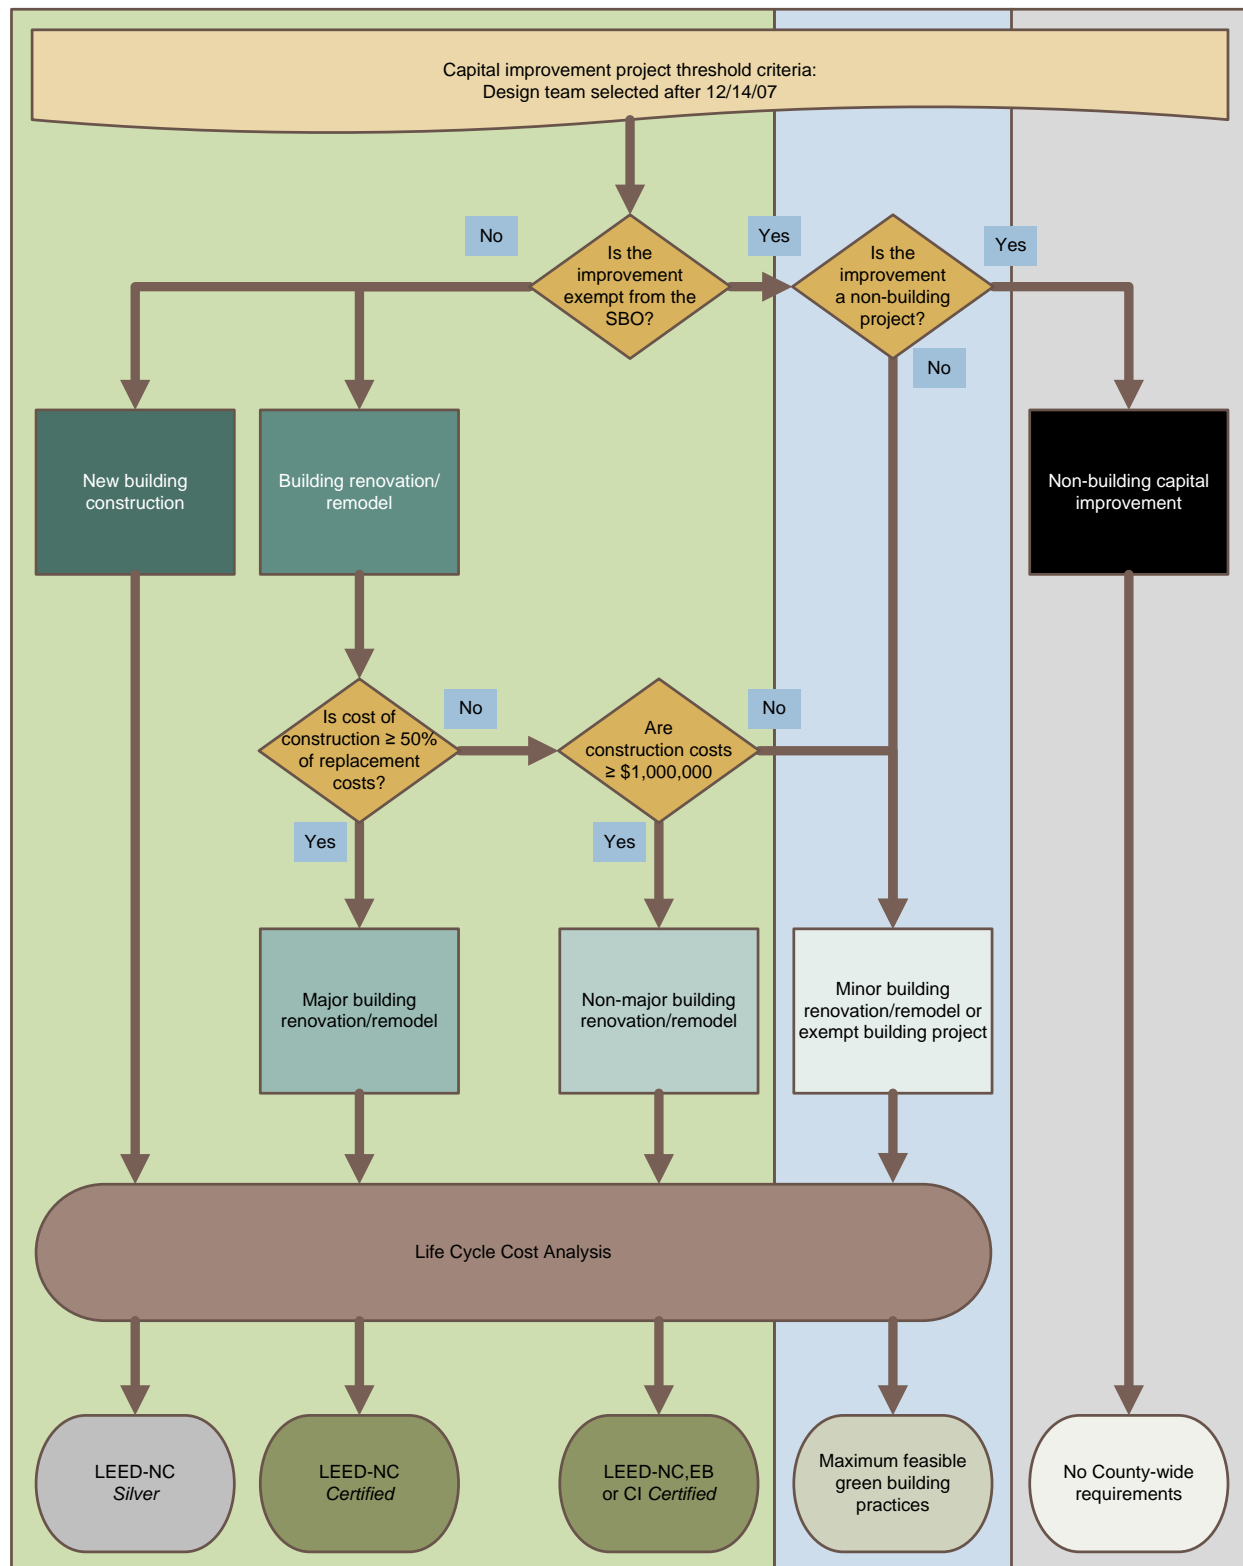 Capital improvement project threshold criteria:
Design team selected after 12/14/07
No
Yes
Yes
Is the
improvement
exempt from the
SBO?
Is the
improvement
a non-building
project?
No
New building
construction
Building renovation/
remodel
Non-building capital
improvement
Is cost of
construction ≥ 50%
of replacement
costs?
No
Are
construction costs
≥ $1,000,000
No
Yes
Yes
Major building
renovation/remodel
Non-major building
renovation/remodel
Minor building
renovation/remodel or
exempt building project
Life Cycle Cost Analysis
LEED-NC
Silver
LEED-NC
Certified
LEED-NC,EB
or CI Certified
Maximum feasible
green building
practices
No County-wide
requirements